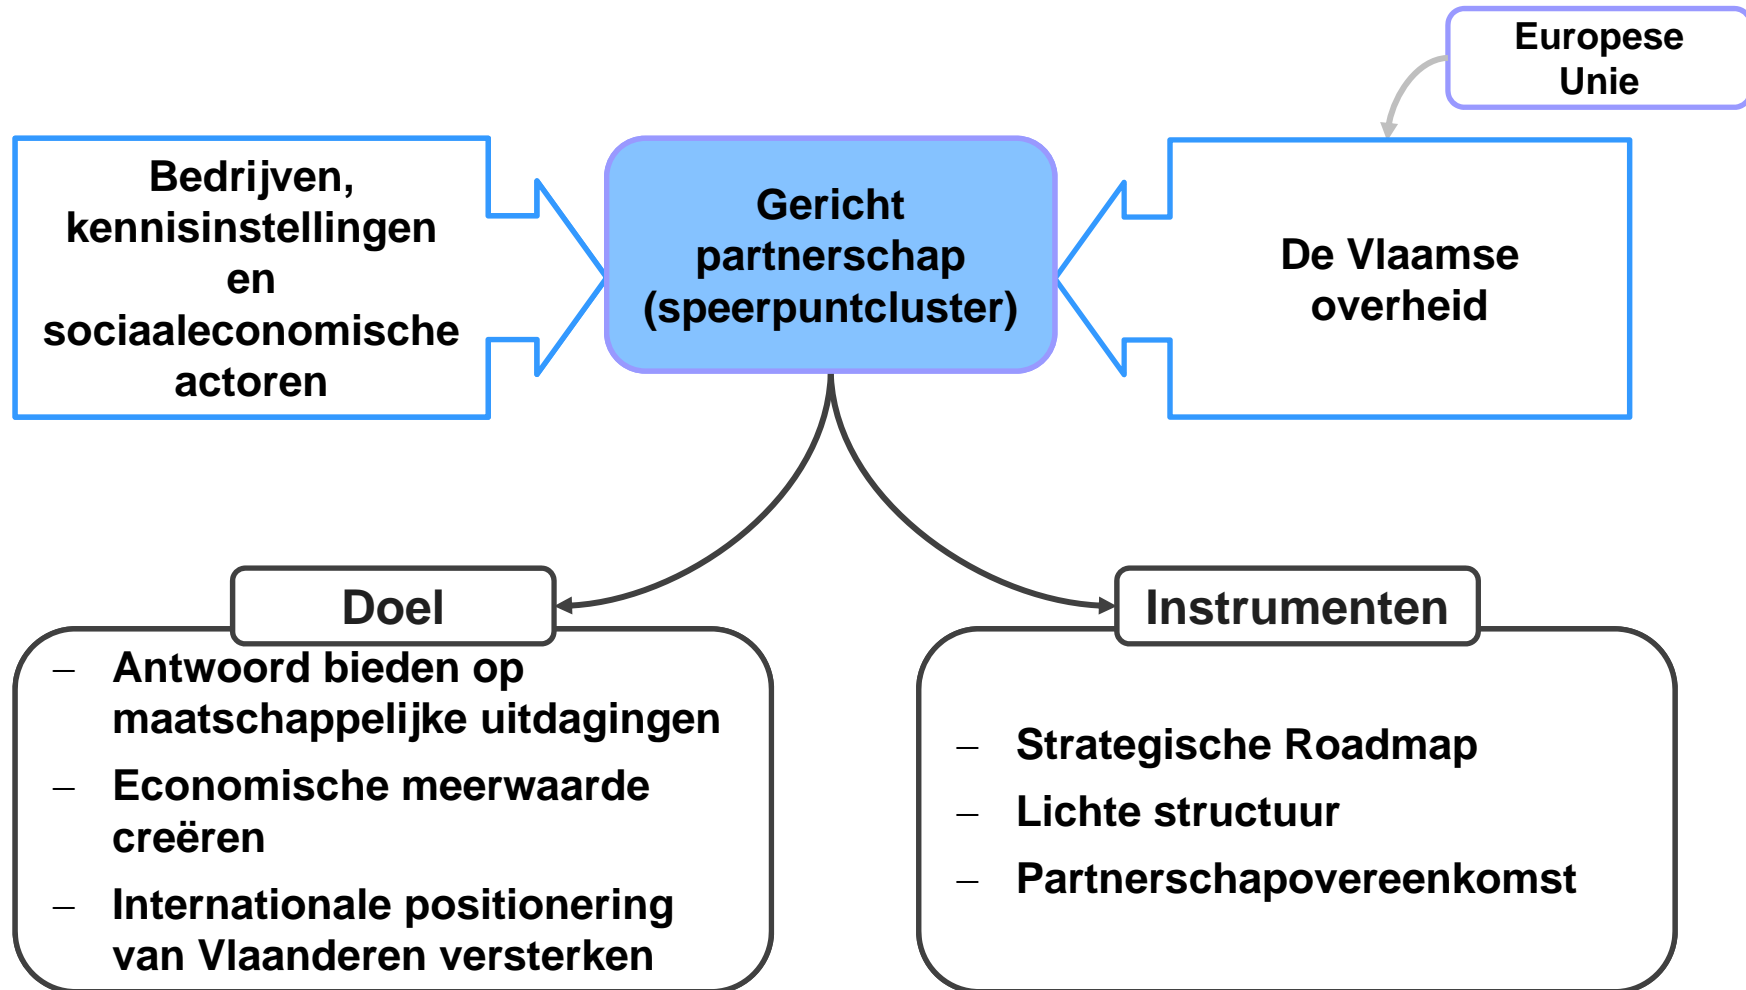 Europese
Unie
Bedrijven,
kennisinstellingen
en
sociaaleconomische
actoren
Gericht
partnerschap
(speerpuntcluster)
De Vlaamse
overheid
Doel
– Antwoord bieden op
maatschappelijke uitdagingen
– Economische meerwaarde
creëren
– Internationale positionering
van Vlaanderen versterken
Instrumenten
– Strategische Roadmap
– Lichte structuur
– Partnerschapovereenkomst